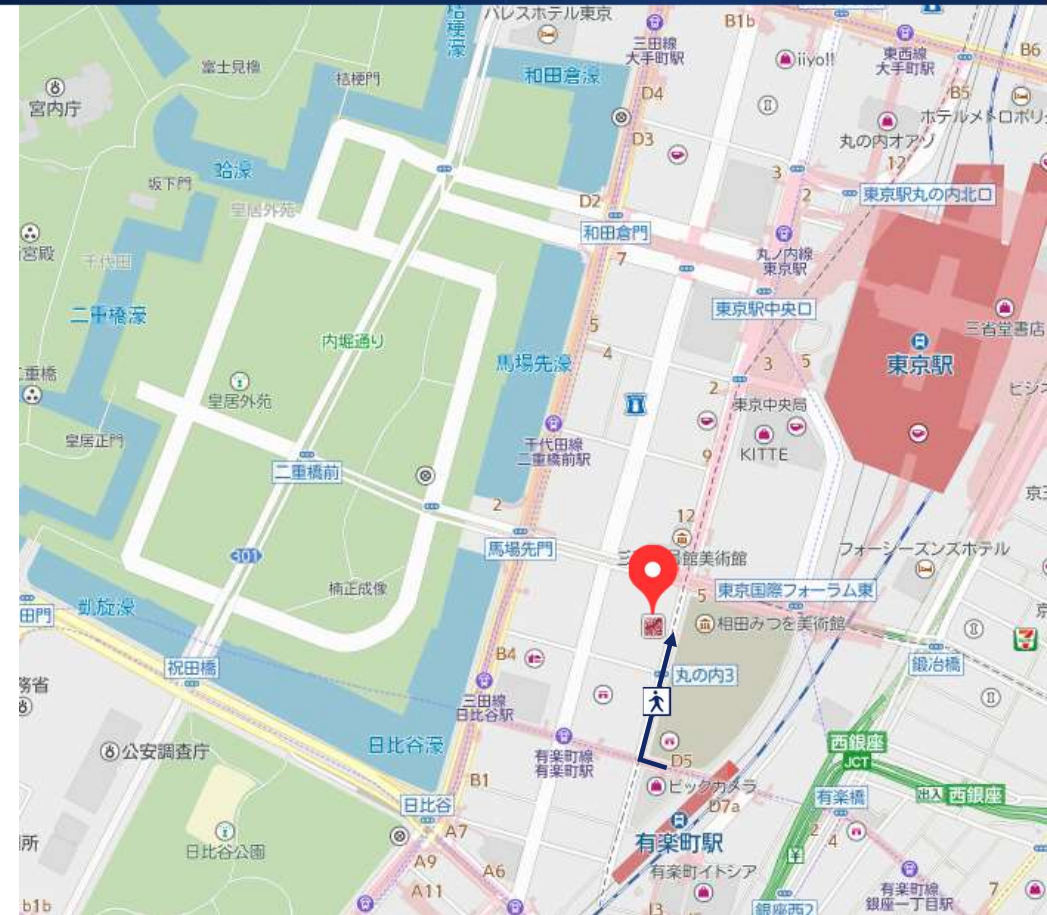 パレスホテル東京
B1b
三田線
大手町駅
東西線
大手町駅
B6
富士見櫓
桔梗門
桔梗濠
和田倉濠
iiyo!!
宮内庁
D4
B5
ホテルメトロポリ
丸の内オアゾ
D3
蛤濠
坂下門
3
12
2
東京駅丸の内北口
皇居外苑
D2
和田倉門
宮殿
千代田
7
丸ノ内線
東京駅
二重橋濠
東京駅中央口
内堀通り
5
三省堂書店
4
馬場先濠
3
5
東京駅
二重橋
皇居外苑
2
ビジネ
東京中央局
皇居正門
千代田線
二重橋前駅
KITTE
9
二重橋前
京
2
12
馬場先門
館美術館
フォーシーズンズホテル
301
楠正成像
5
東京国際フォーラム東
凱旋濠
田門
相田みつを美術館
京
祝田橋
B4
丸の内3
鍛冶橋
務省
三田線
日比谷駅
公安調査庁
日比谷濠
有楽町線
有楽町駅
D5
西銀座
JCT
B1
ビックカメラ
D7a
有楽橋
出入
西銀座
日比谷
A7
有楽町駅
2
4
所
日比谷公園
A9
A6
有楽町イトシア
A11
有楽町線
銀座一丁目駅
7
b1b
13
銀座西2